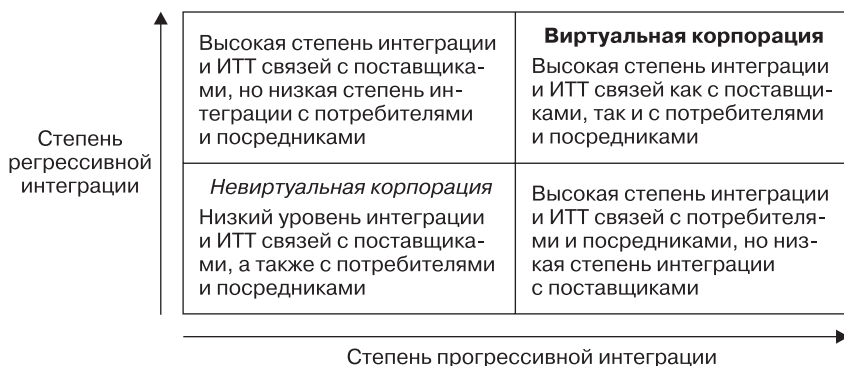 Степень
регрессивной
интеграции
Высокая степень интеграции
и ИТТ связей с поставщика-
ми, но низкая степень ин-
теграции с потребителями
и посредниками
Виртуальная корпорация
Высокая степень интеграции
и ИТТ связей как с поставщи-
ками, так и с потребителями
и посредниками
Невиртуальная корпорация
Низкий уровень интеграции
и ИТТ связей с поставщика-
ми, а также с потребителями
и посредниками
Высокая степень интеграции
и ИТТ связей с потребителя-
ми и посредниками, но низ-
кая степень интеграции
с поставщиками
Степень прогрессивной интеграции